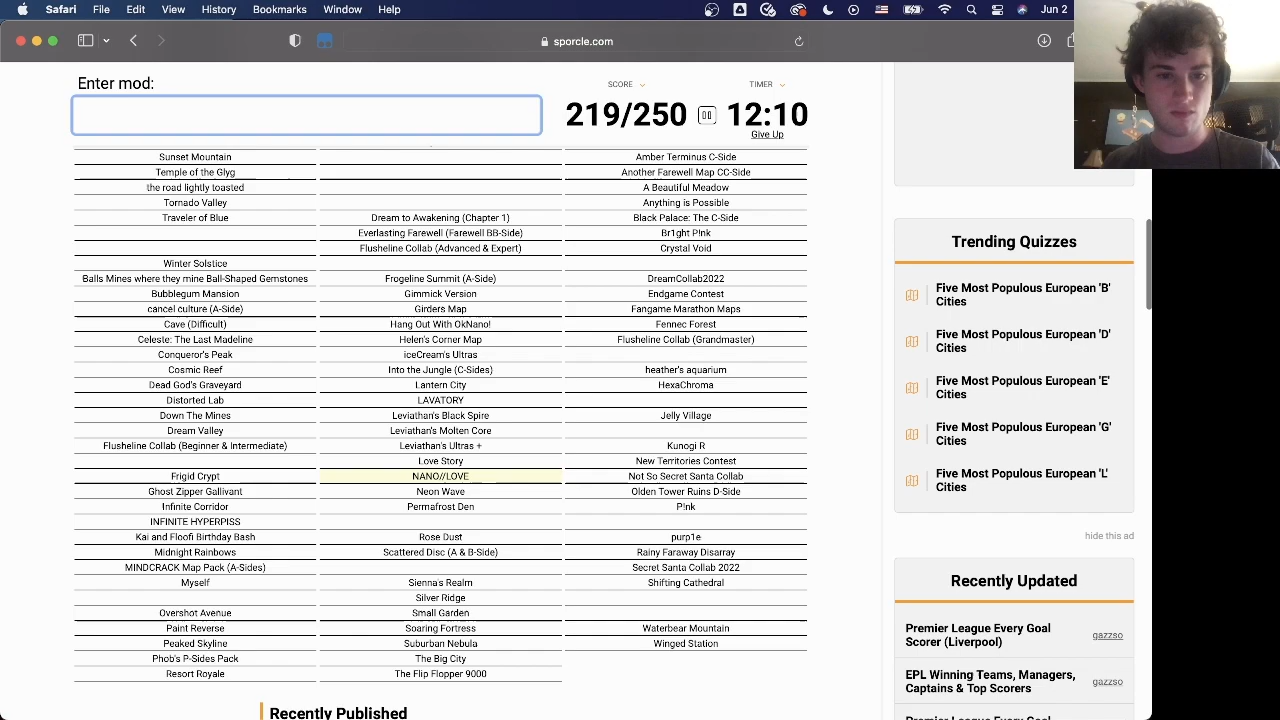 Safari File Edit View History Bookmarks Window Help Jun 2
sporcle.com
Enter mod:
SCORE
TIMER
219/250
12:10
Give Up
Sunset Mountain
Amber Terminus C-Side
Temple of the Glyg
Another Farewell Map CC-Side
the road lightly toasted
A Beautiful Meadow
Tornado Valley
Anything is Possible
Traveler of Blue
Dream to Awakening (Chapter 1)
Black Palace: The C-Side
Everlasting Farewell (Farewell BB-Side)
Br1ght P!nk
Flusheline Collab (Advanced & Expert)
Crystal Void
Winter Solstice
Balls Mines where they mine Ball-Shaped Gemstones
Frogeline Summit (A-Side)
DreamCollab2022
Bubblegum Mansion
Gimmick Version
Endgame Contest
cancel culture (A-Side)
Girders Map
Fangame Marathon Maps
Cave (Difficult)
Hang Out With OkNano!
Fennec Forest
Celeste: The Last Madeline
Helen's Corner Map
Flusheline Collab (Grandmaster)
Conqueror's Peak
iceCream's Ultras
Cosmic Reef
Into the Jungle (C-Sides)
heather's aquarium
Dead God's Graveyard
Lantern City
HexaChroma
Distorted Lab
LAVATORY
Down The Mines
Leviathan's Black Spire
Jelly Village
Dream Valley
Leviathan's Molten Core
Flusheline Collab (Beginner & Intermediate)
Leviathan's Ultras +
Kunogi R
Love Story
New Territories Contest
Frigid Crypt
NANO//LOVE
Not So Secret Santa Collab
Ghost Zipper Gallivant
Neon Wave
Olden Tower Ruins D-Side
Infinite Corridor
Permafrost Den
P!nk
INFINITE HYPERPISS
Kai and Floofi Birthday Bash
Rose Dust
purp1e
Midnight Rainbows
Scattered Disc (A & B-Side)
Rainy Faraway Disarray
MINDCRACK Map Pack (A-Sides)
Secret Santa Collab 2022
Myself
Sienna's Realm
Shifting Cathedral
Silver Ridge
Overshot Avenue
Small Garden
Paint Reverse
Soaring Fortress
Waterbear Mountain
Peaked Skyline
Suburban Nebula
Winged Station
Phob's P-Sides Pack
The Big City
Resort Royale
The Flip Flopper 9000
Recently Published
Trending Quizzes
Five Most Populous European 'B'
Cities
Five Most Populous European 'D'
Cities
Five Most Populous European 'E'
Cities
Five Most Populous European 'G'
Cities
Five Most Populous European 'L'
Cities
hide this ad
Recently Updated
Premier League Every Goal
Scorer (Liverpool)
gazzso
EPL Winning Teams, Managers,
Captains & Top Scorers
gazzso
Premier League Every Goal